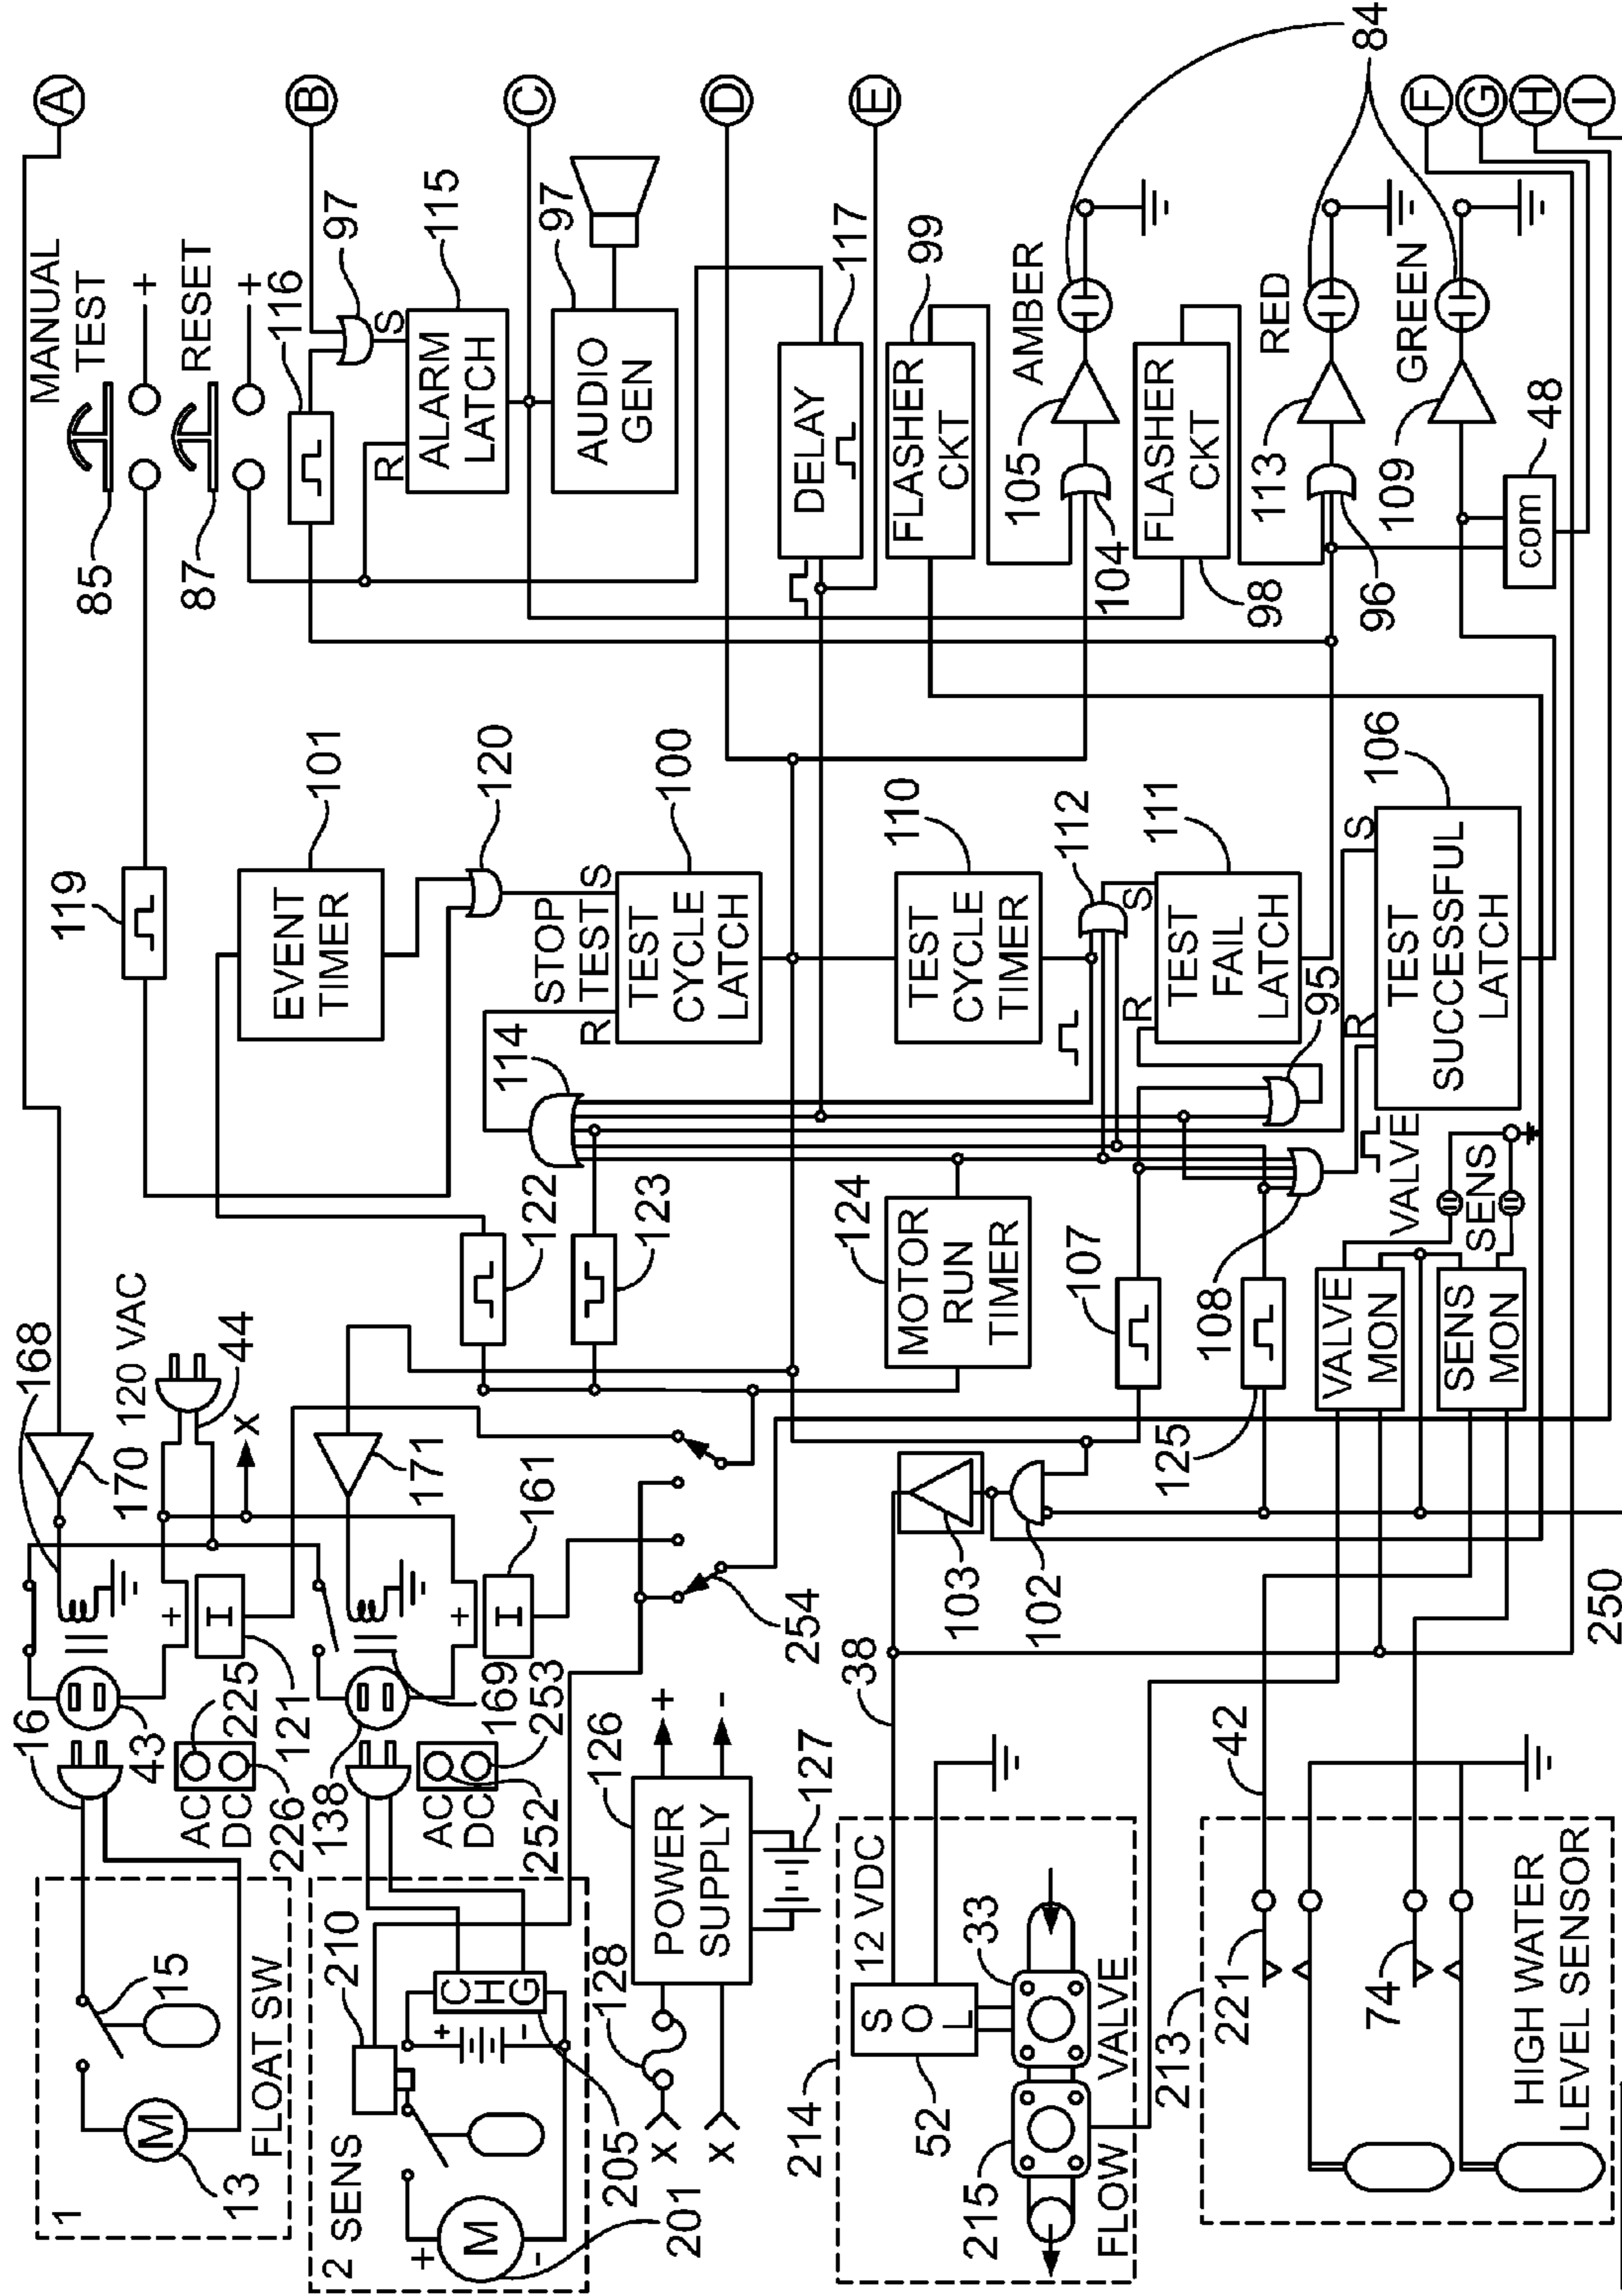 A
B
C
D
E
F
G
H
I
MANUAL
TEST
+
RESET
+
85
87
116
97
S
R
ALARM
LATCH
115
AUDIO
GEN
97
DELAY
117
FLASHER
CKT
99
AMBER
105
104
84
FLASHER
CKT
98
RED
113
96
GREEN
109
com
48
119
EVENT
TIMER
101
120
STOP
TEST
S
R
TEST
CYCLE
LATCH
100
114
TEST
CYCLE
TIMER
110
112
S
R
TEST
FAIL
LATCH
111
95
S
R
TEST
SUCCESSFUL
LATCH
106
122
123
MOTOR
RUN
TIMER
124
107
108
125
VALVE
SENS
VALVE
MON
SENS
MON
168
120 VAC
44
X
170
171
161
I
+
I
+
254
103
102
250
16
43
225
121
AC
DC
226
138
169
253
AC
DC
252
1
15
M
13
FLOAT SW
2 SENS
210
CHG
+
-
+
M
-
205
201
128
X
X
POWER
SUPPLY
126
+
-
127
38
214
12 VDC
SOL
52
33
215
FLOW VALVE
42
213
221
74
HIGH WATER
LEVEL SENSOR